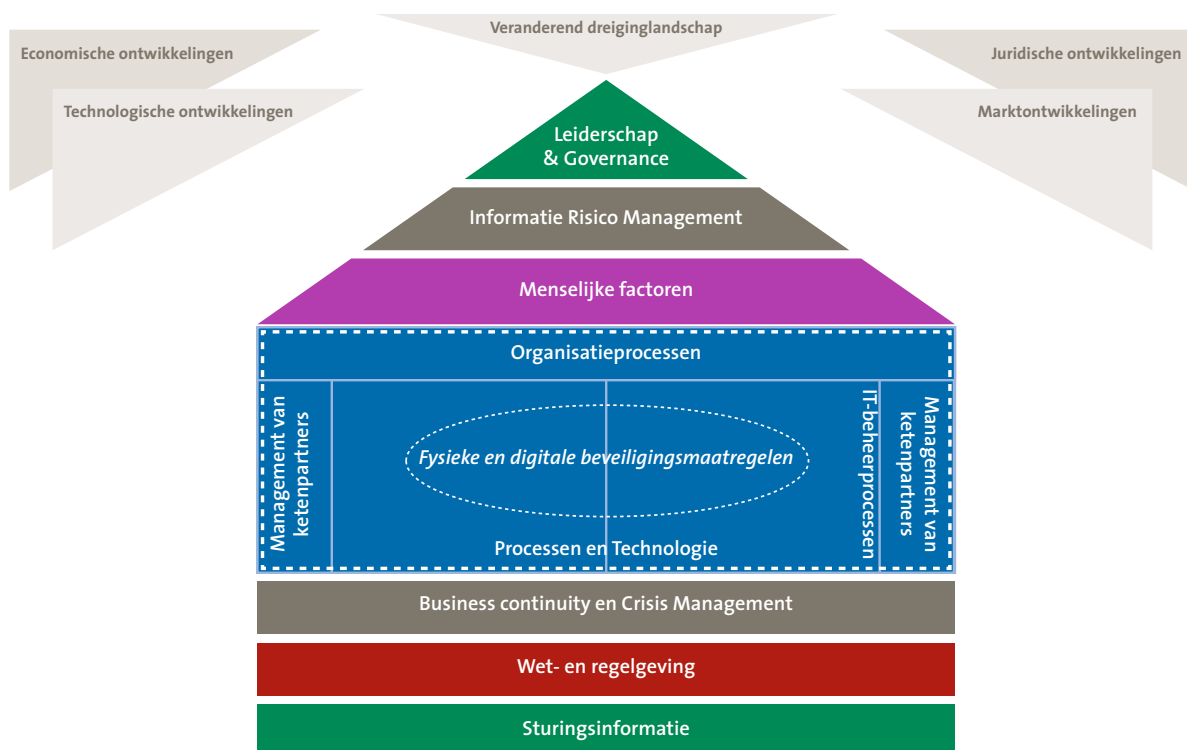 Veranderend dreiginglandschap
Economische ontwikkelingen
Juridische ontwikkelingen
Technologische ontwikkelingen
Marktontwikkelingen
Leiderschap
& Governance
Informatie Risico Management
Menselijke factoren
Organisatieprocessen
Management van
ketenpartners
Fysieke en digitale beveiligingsmaatregelen
IT-beheerprocessen
Management van
ketenpartners
Processen en Technologie
Business continuity en Crisis Management
Wet- en regelgeving
Sturingsinformatie